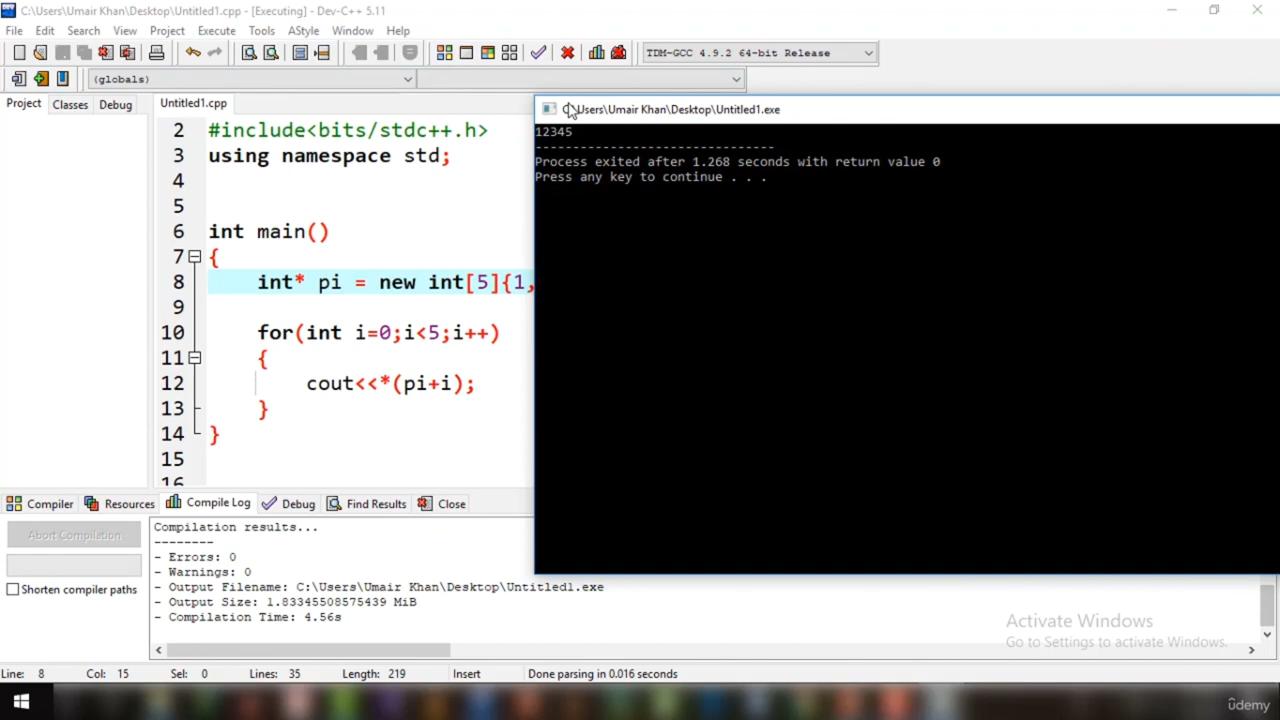 C:\Users\Umair Khan\Desktop\Untitled1.cpp - [Executing] - Dev-C++ 5.11
File Edit Search View Project Execute Tools AStyle Window Help
TDM-GCC 4.9.2 64-bit Release
(globals)
Project Classes Debug Untitled1.cpp
2 #include<bits/stdc++.h>
3 using namespace std;
4
5
6 int main()
7 {
8 int* pi = new int[5]{1,
9
10 for(int i=0;i<5;i++)
11 {
12 cout<<*(pi+i);
13 }
14 }
15
16
C:\Users\Umair Khan\Desktop\Untitled1.exe
12345
--------------------------------
Process exited after 1.268 seconds with return value 0
Press any key to continue . . .
Compiler Resources Compile Log Debug Find Results Close
Abort Compilation
Shorten compiler paths
Compilation results...
--------
- Errors: 0
- Warnings: 0
- Output Filename: C:\Users\Umair Khan\Desktop\Untitled1.exe
- Output Size: 1.83345508575439 MiB
- Compilation Time: 4.56s
Activate Windows
Go to Settings to activate Windows.
Line: 8 Col: 15 Sel: 0 Lines: 35 Length: 219 Insert Done parsing in 0.016 seconds
ûdemy